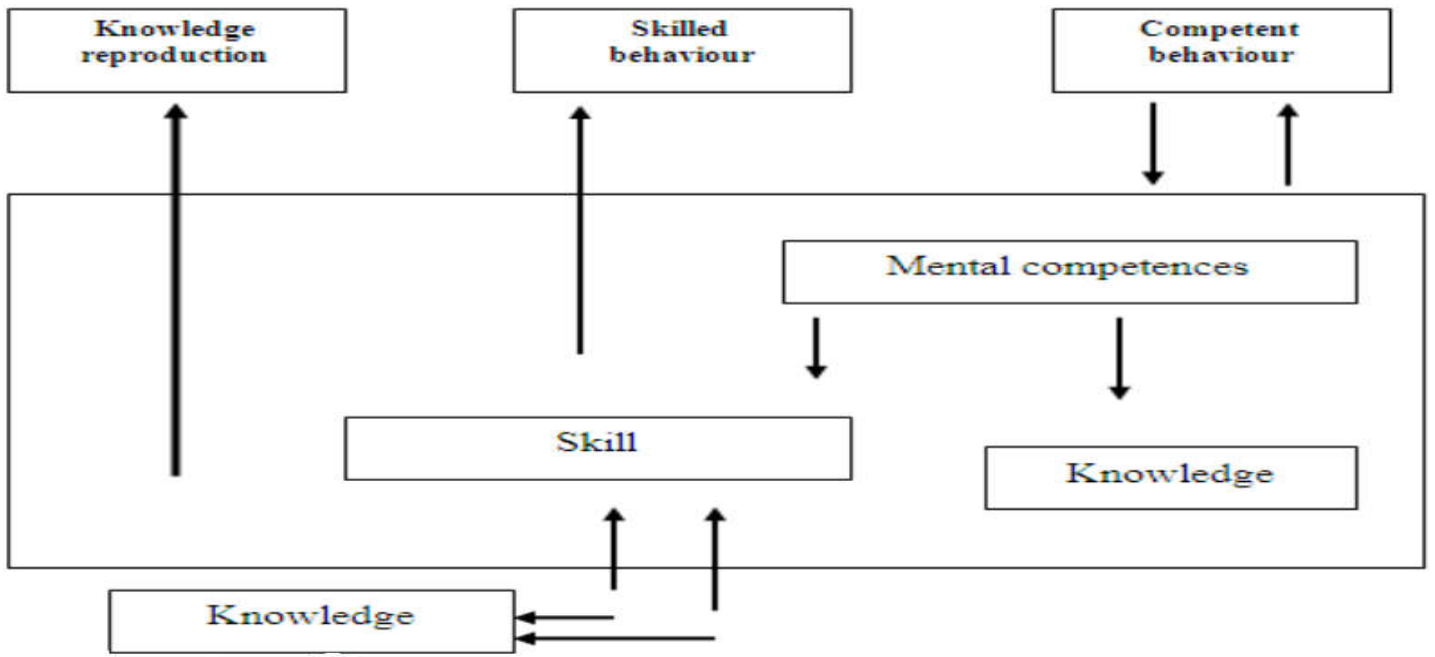 Knowledge
reproduction
Skilled
behaviour
Competent
behaviour
Mental competences
Skill
Knowledge
Knowledge